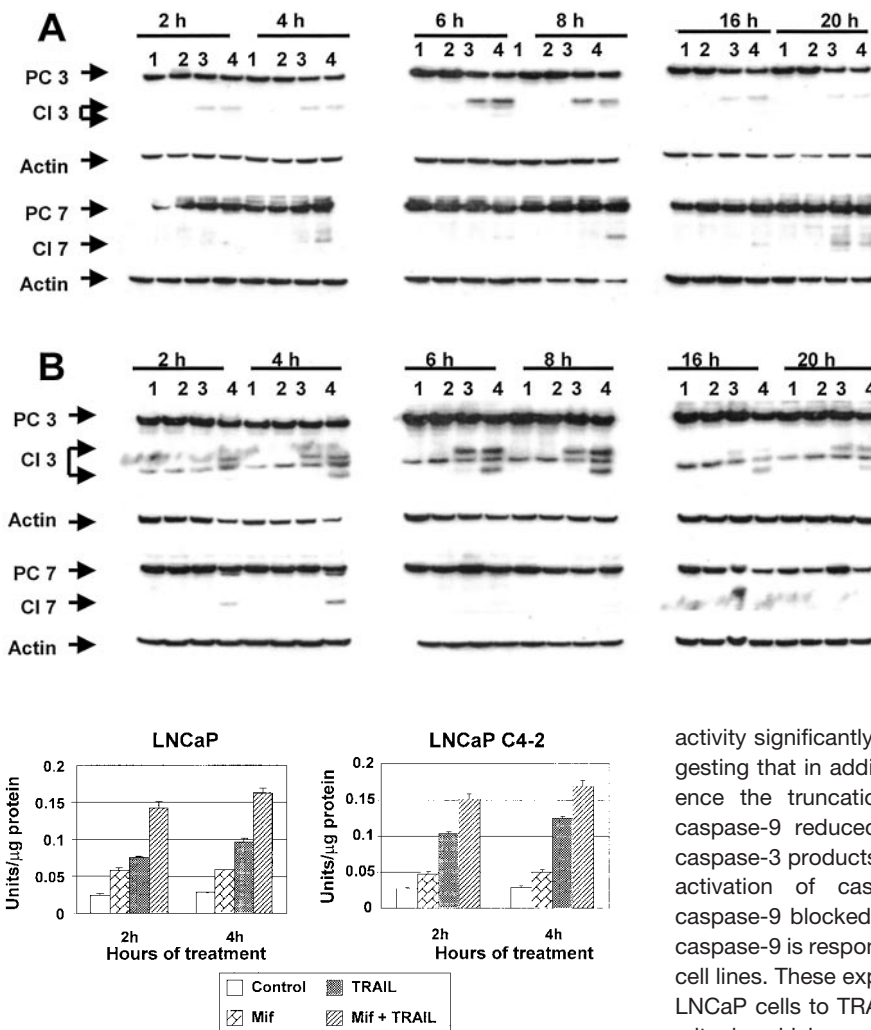 A
2 h 4 h 6 h 8 h 16 h 20 h
1 2 3 4 1 2 3 4 1 2 3 4 1 2 3 4 1 2 3 4 1 2 3 4
PC 3
Cl 3
Actin
PC 7
Cl 7
Actin
B
2 h 4 h 6 h 8 h 16 h 20 h
1 2 3 4 1 2 3 4 1 2 3 4 1 2 3 4 1 2 3 4 1 2 3 4
PC 3
Cl 3
Actin
PC 7
Cl 7
Actin
LNCaP
Units/µg protein
0.2
0.15
0.1
0.05
0
2h 4h
Hours of treatment
LNCaP C4-2
Units/µg protein
0.2
0.15
0.1
0.05
0
2h 4h
Hours of treatment
Control TRAIL
Mif Mif + TRAIL
activity significantly
gesting that in addi
ence the truncatio
caspase-9 reduced
caspase-3 products
activation of cas
caspase-9 blocked
caspase-9 is respon
cell lines. These exp
LNCaP cells to TRA